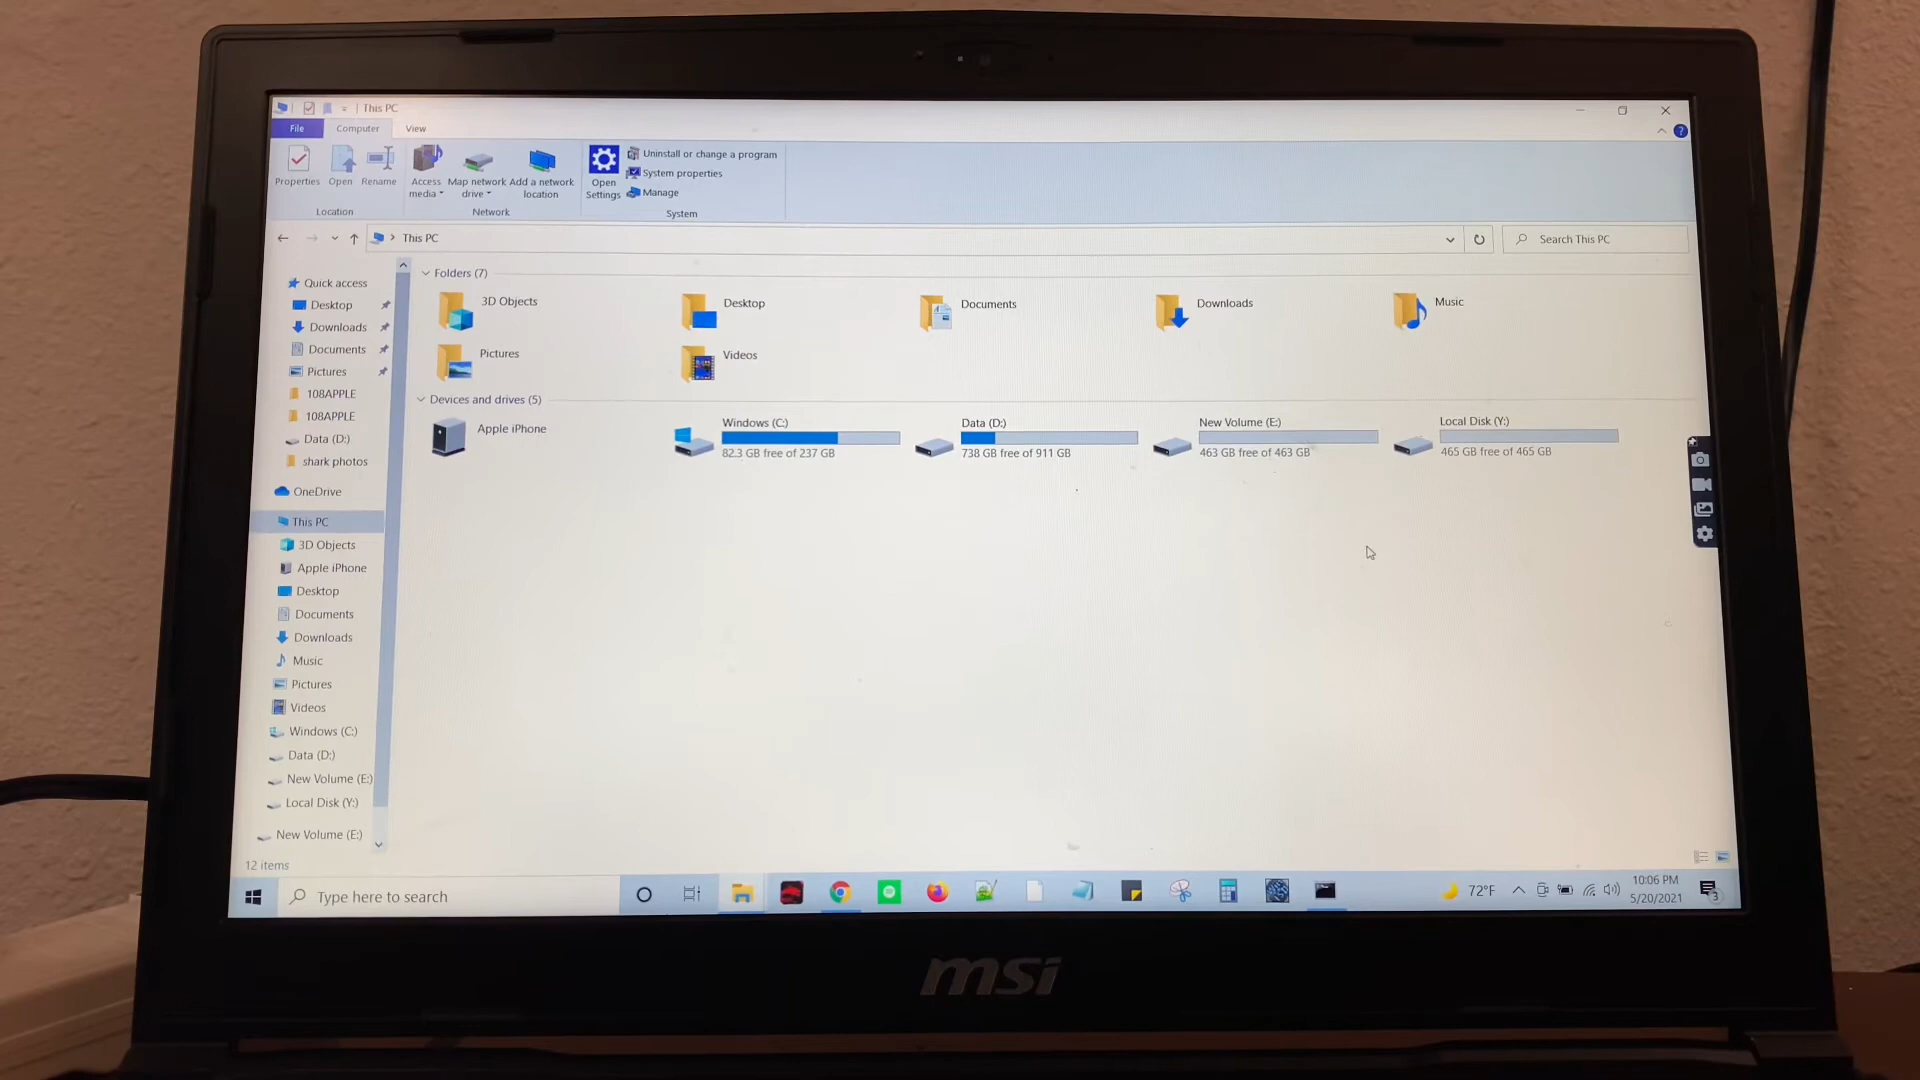 This PC
File
Computer
View
Properties
Open
Rename
Access media
Map network drive
Add a network location
Open Settings
Uninstall or change a program
System properties
Manage
Location
Network
System
This PC
Search This PC
Quick access
Desktop
Downloads
Documents
Pictures
108APPLE
108APPLE
Data (D:)
shark photos
OneDrive
This PC
3D Objects
Apple iPhone
Desktop
Documents
Downloads
Music
Pictures
Videos
Windows (C:)
Data (D:)
New Volume (E:)
Local Disk (Y:)
New Volume (E:)
12 items
Folders (7)
3D Objects
Desktop
Documents
Downloads
Music
Pictures
Videos
Devices and drives (5)
Apple iPhone
Windows (C:)
82.3 GB free of 237 GB
Data (D:)
738 GB free of 911 GB
New Volume (E:)
463 GB free of 463 GB
Local Disk (Y:)
465 GB free of 465 GB
Type here to search
72°F
10:06 PM
5/20/2021
3
msi